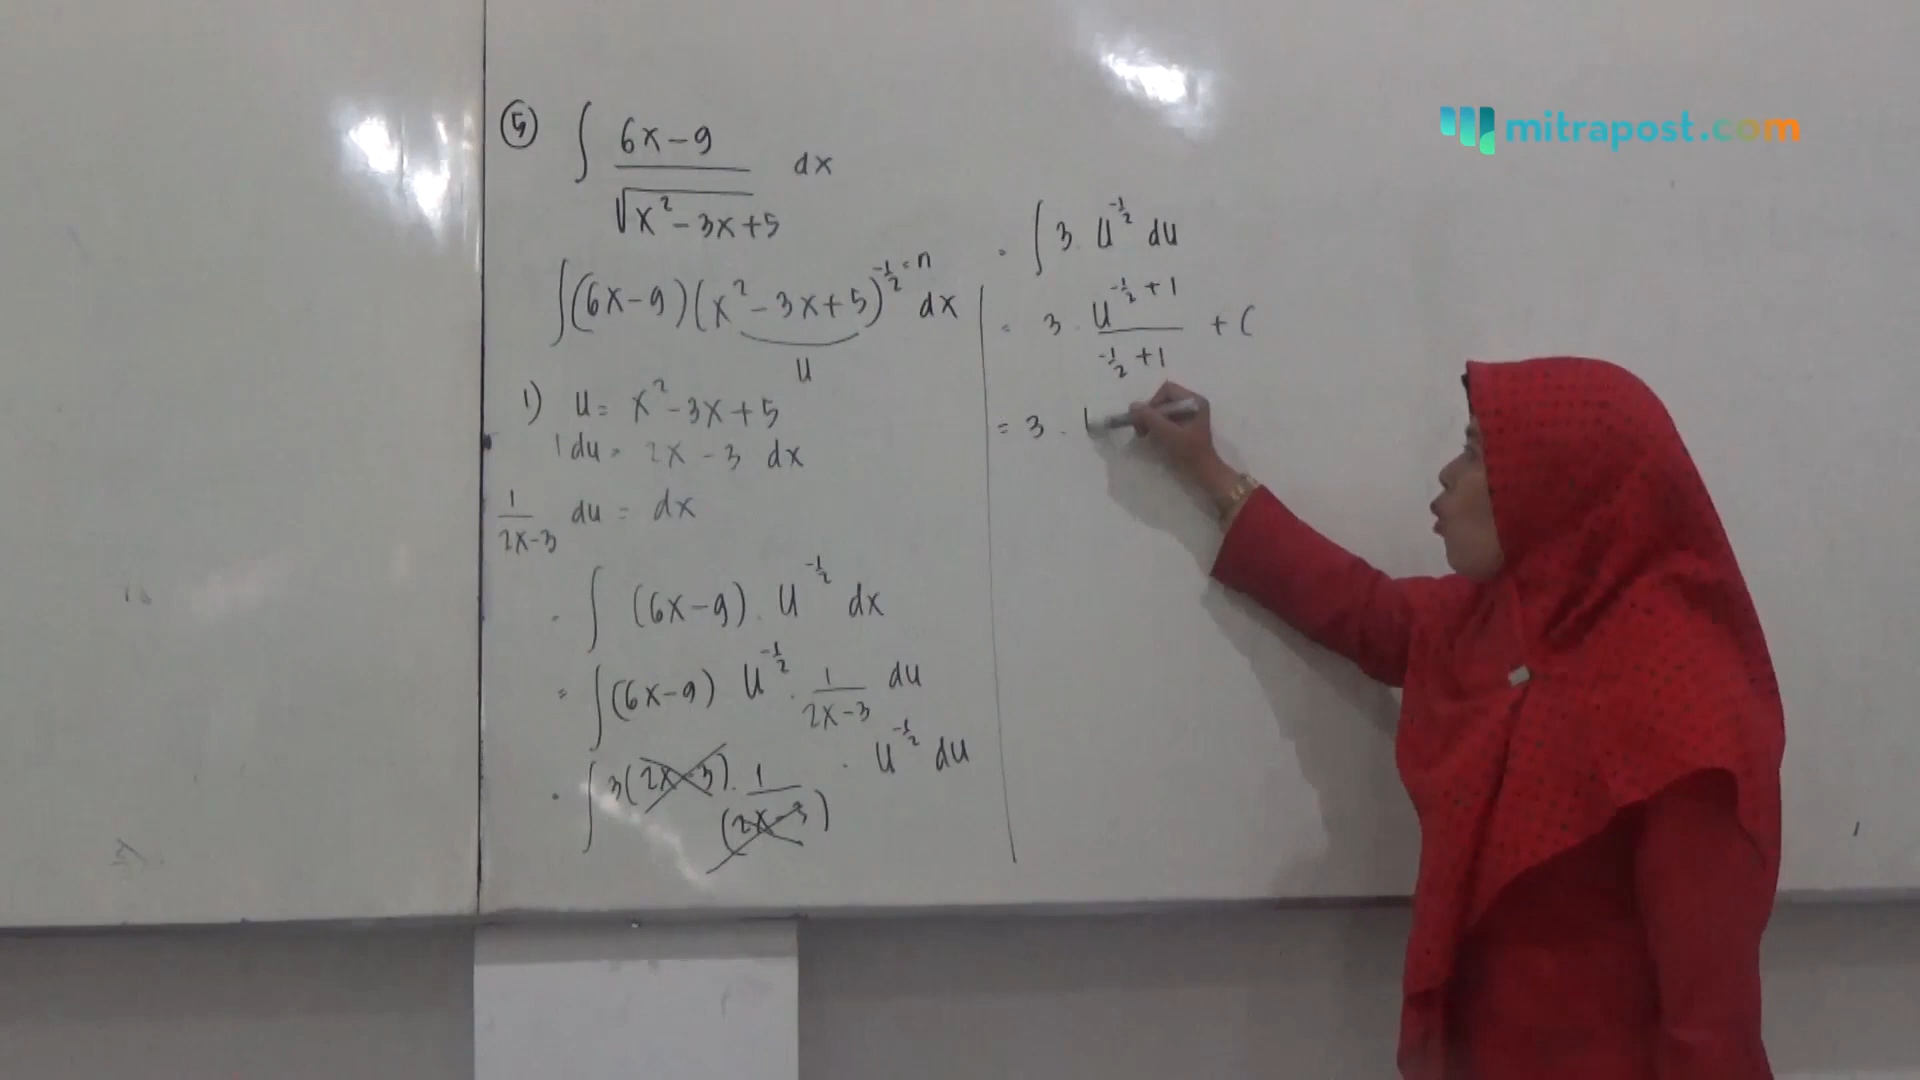 ⑤ ∫ (6x-9)/√(x²-3x+5) dx
∫(6x-9)(x²-3x+5)^(-1/2 = n) dx
u
1) u = x²-3x+5
1 du = 2x - 3 dx
1/(2x-3) du = dx
= ∫ (6x-9) . u^(-1/2) dx
= ∫(6x-9) u^(-1/2) . 1/(2x-3) du
= ∫ 3(2x-3) . 1/(2x-3) . u^(-1/2) du
= ∫ 3 . u^(-1/2) du
= 3 . u^(-1/2 + 1)/(-1/2 + 1) + C
= 3 .
mitrapost.com